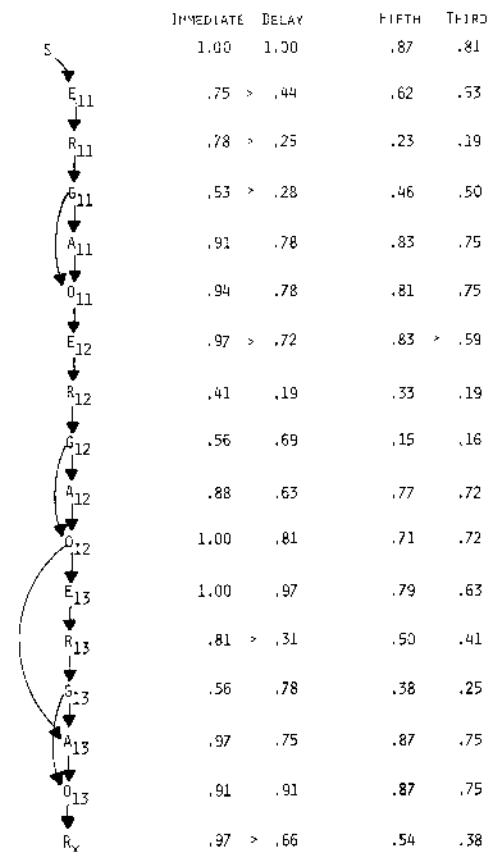 IMMEDIATE DELAY FIFTH THIRD
S 1.00 1.00 .87 .81
E11 .75 > .44 .62 .53
R11 .78 > .25 .23 .19
G11 .53 > .28 .46 .50
A11 .91 .78 .83 .75
O11 .94 .78 .81 .75
E12 .97 > .72 .83 > .59
R12 .41 .19 .33 .19
G12 .56 .69 .15 .16
A12 .88 .63 .77 .72
O12 1.00 .81 .71 .72
E13 1.00 .97 .79 .63
R13 .81 > .31 .50 .41
G13 .56 .78 .38 .25
A13 .97 .75 .87 .75
O13 .91 .91 .87 .75
Rx .97 > .66 .54 .38